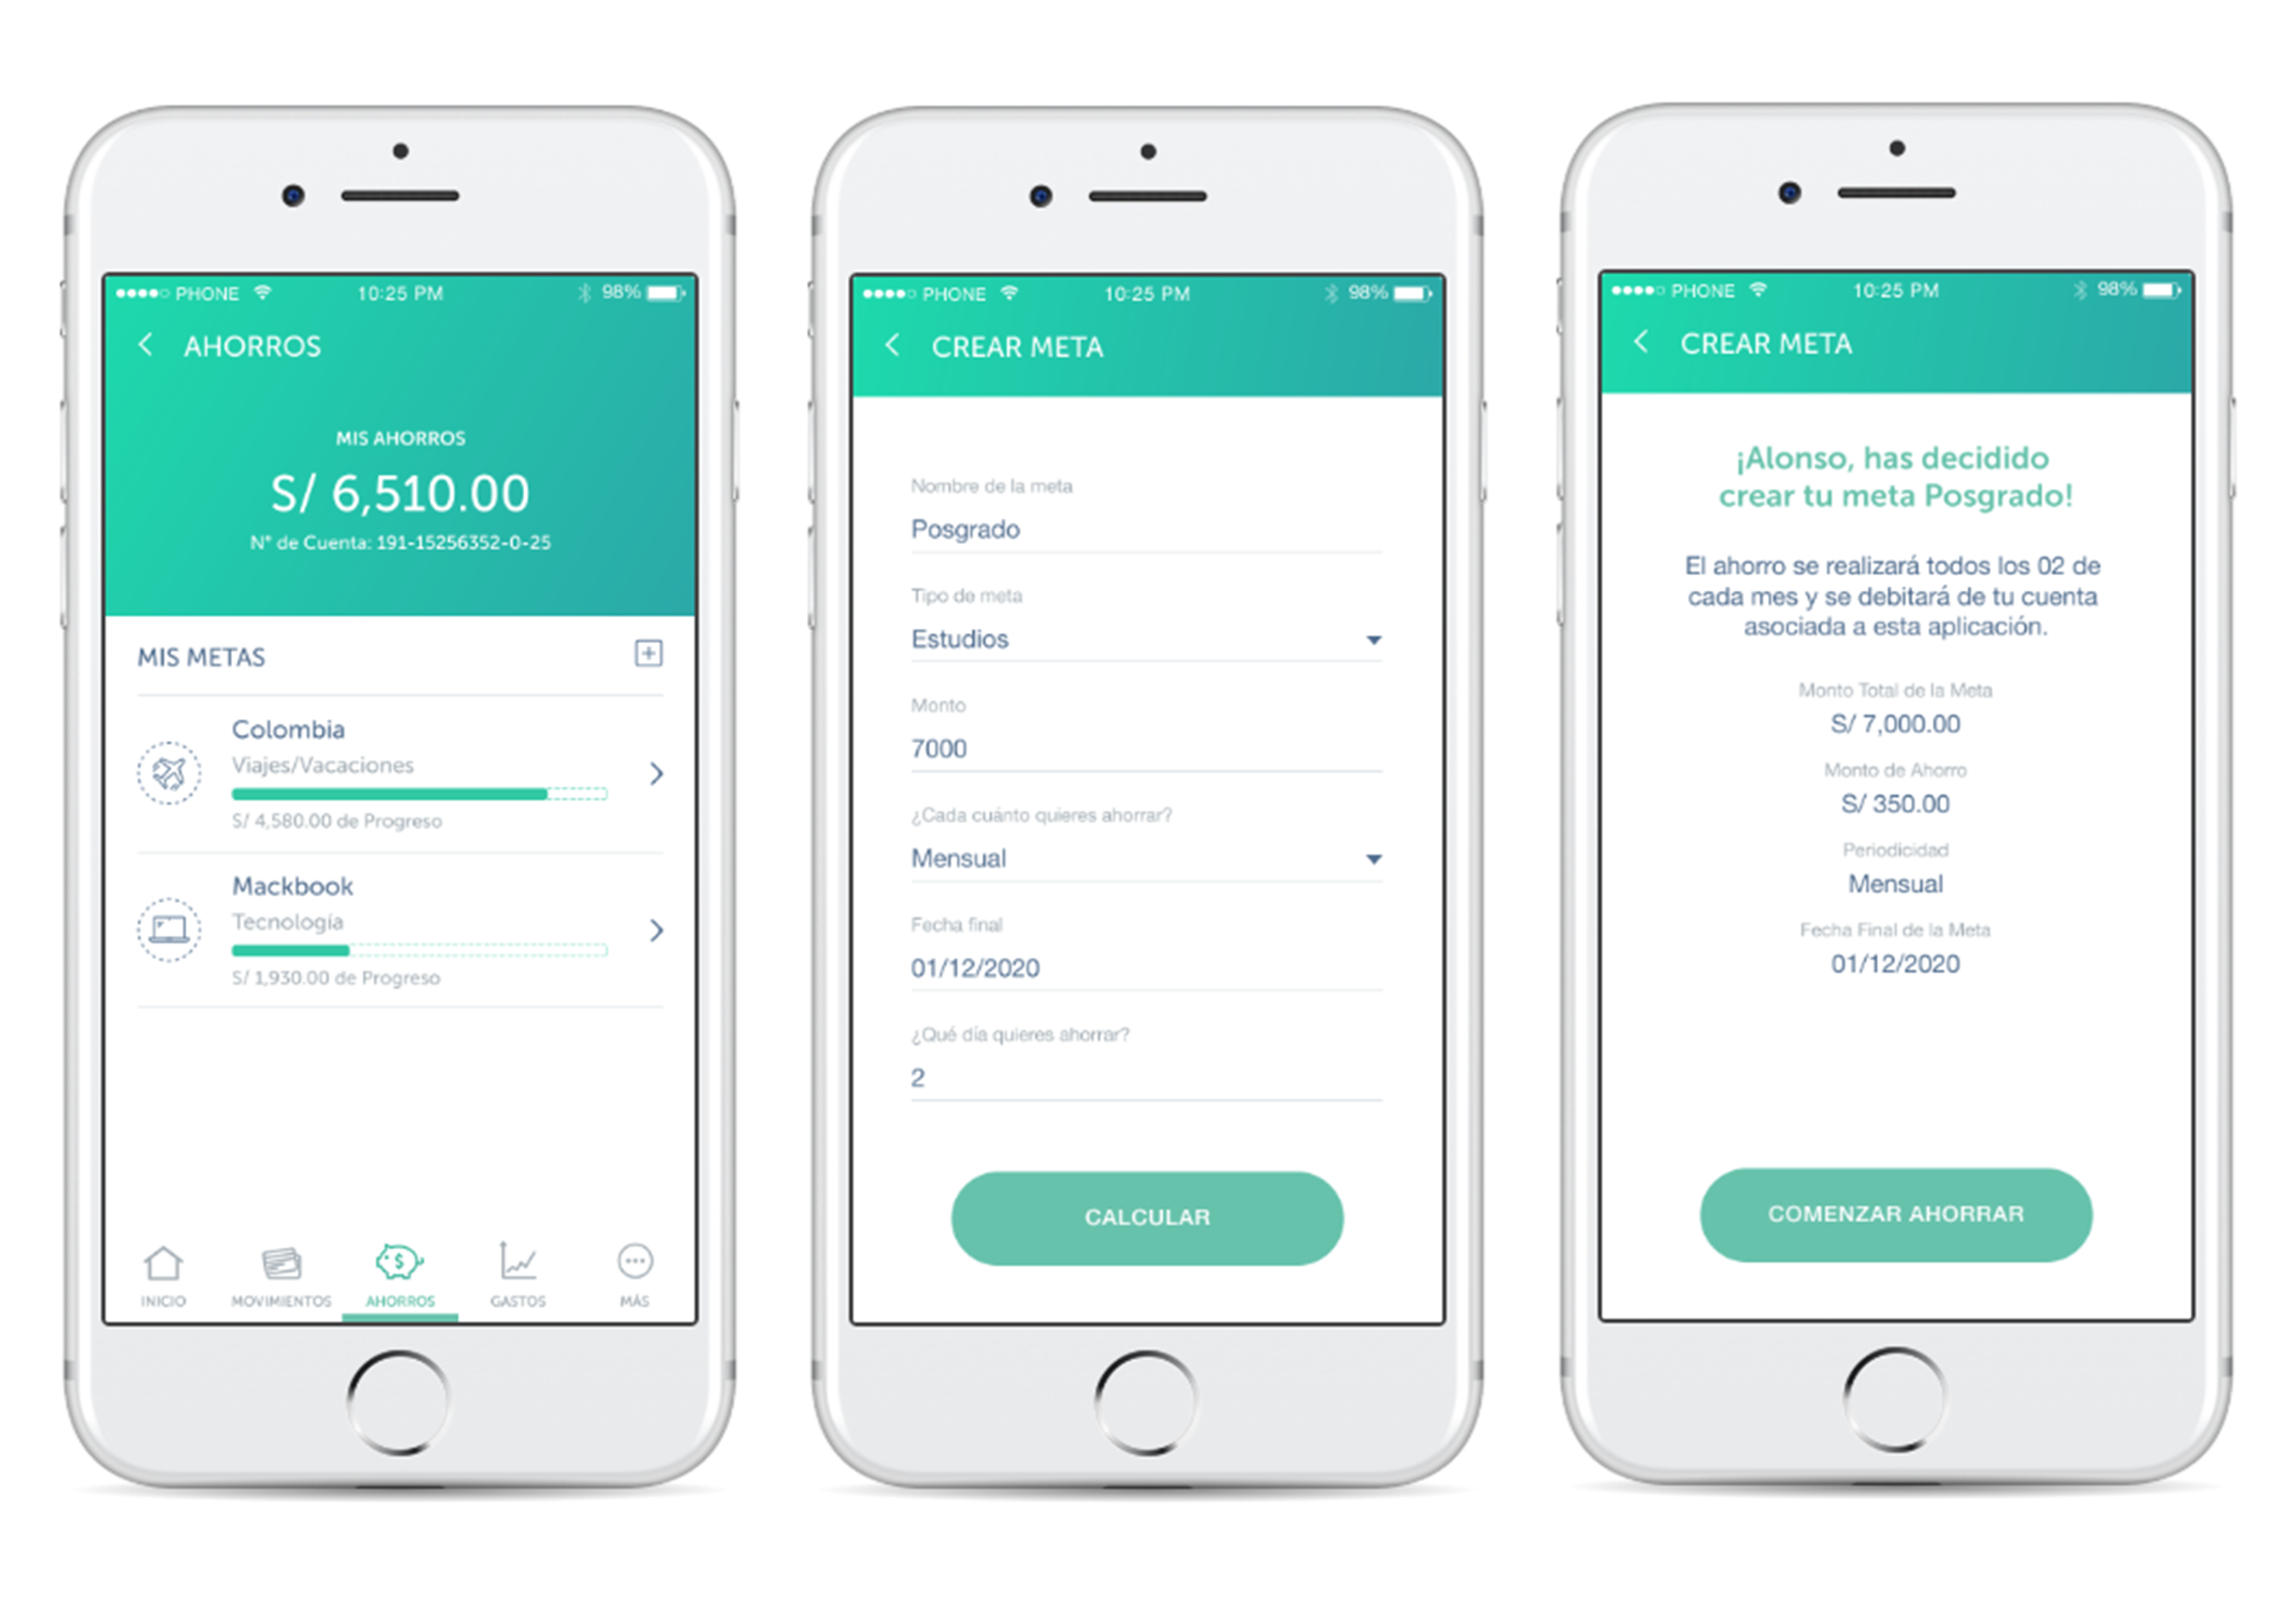 PHONE 10:25 PM 98%
AHORROS
MIS AHORROS
S/ 6,510.00
N° de Cuenta: 191-15256352-0-25
MIS METAS
Colombia
Viajes/Vacaciones
S/ 4,580.00 de Progreso
Mackbook
Tecnología
S/ 1,930.00 de Progreso
INICIO MOVIMIENTOS AHORROS GASTOS MÁS
PHONE 10:25 PM 98%
CREAR META
Nombre de la meta
Posgrado
Tipo de meta
Estudios
Monto
7000
¿Cada cuánto quieres ahorrar?
Mensual
Fecha final
01/12/2020
¿Qué día quieres ahorrar?
2
CALCULAR
PHONE 10:25 PM 98%
CREAR META
¡Alonso, has decidido
crear tu meta Posgrado!
El ahorro se realizará todos los 02 de
cada mes y se debitará de tu cuenta
asociada a esta aplicación.
Monto Total de la Meta
S/ 7,000.00
Monto de Ahorro
S/ 350.00
Periodicidad
Mensual
Fecha Final de la Meta
01/12/2020
COMENZAR AHORRAR